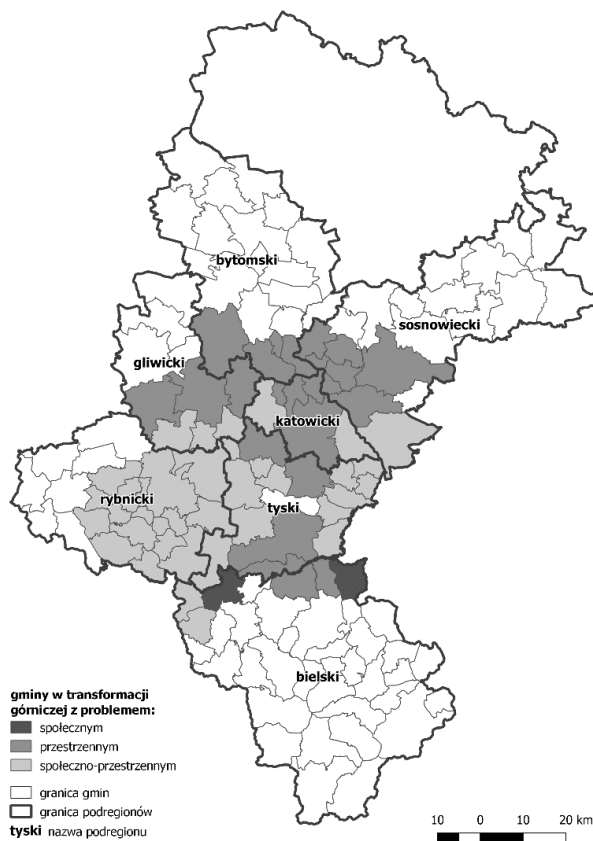 bytomski
sosnowiecki
gliwicki
katowicki
rybnicki
tyski
bielski
gminy w transformacji
górniczej z problemem:
społecznym
przestrzennym
społeczno-przestrzennym
granica gmin
granica podregionów
tyski nazwa podregionu
10 0 10 20 km